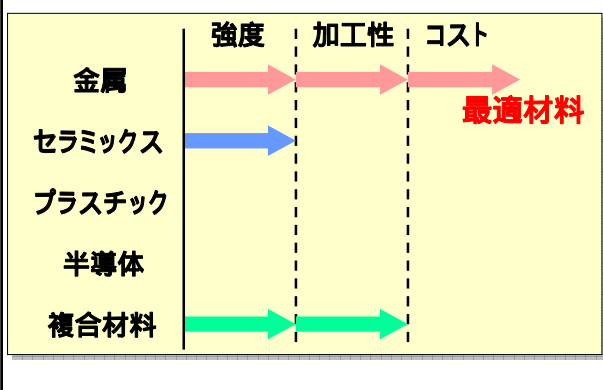 強度 加工性 コスト
金属
最適材料
セラミックス
プラスチック
半導体
複合材料